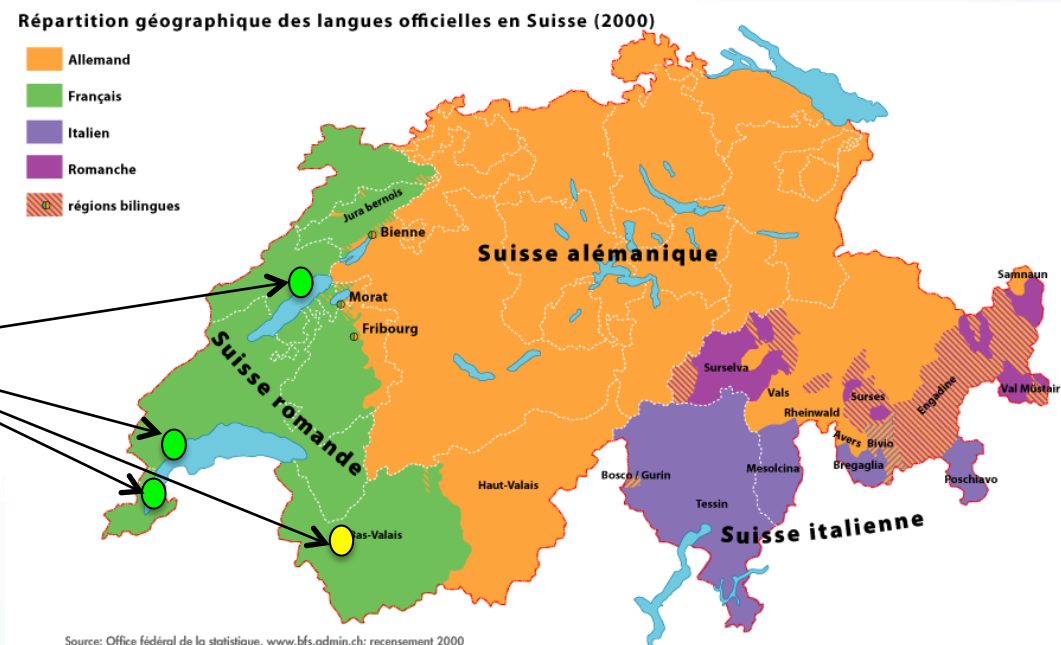 Répartition géographique des langues officielles en Suisse (2000)
Allemand
Français
Italien
Romanche
régions bilingues
Jura bernois
Bienne
Suisse alémanique
Samnaun
Morat
Fribourg
Suisse romande
Surselva
Vals
Surses
Engadine
Val Müstair
Rheinwald
Avers
Bivio
Bregaglia
Poschiavo
Mesolcina
Bosco / Gurin
Haut-Valais
Tessin
Suisse italienne
as-Valais
Source: Office fédéral de la statistique, www.bfs.admin.ch; recensement 2000